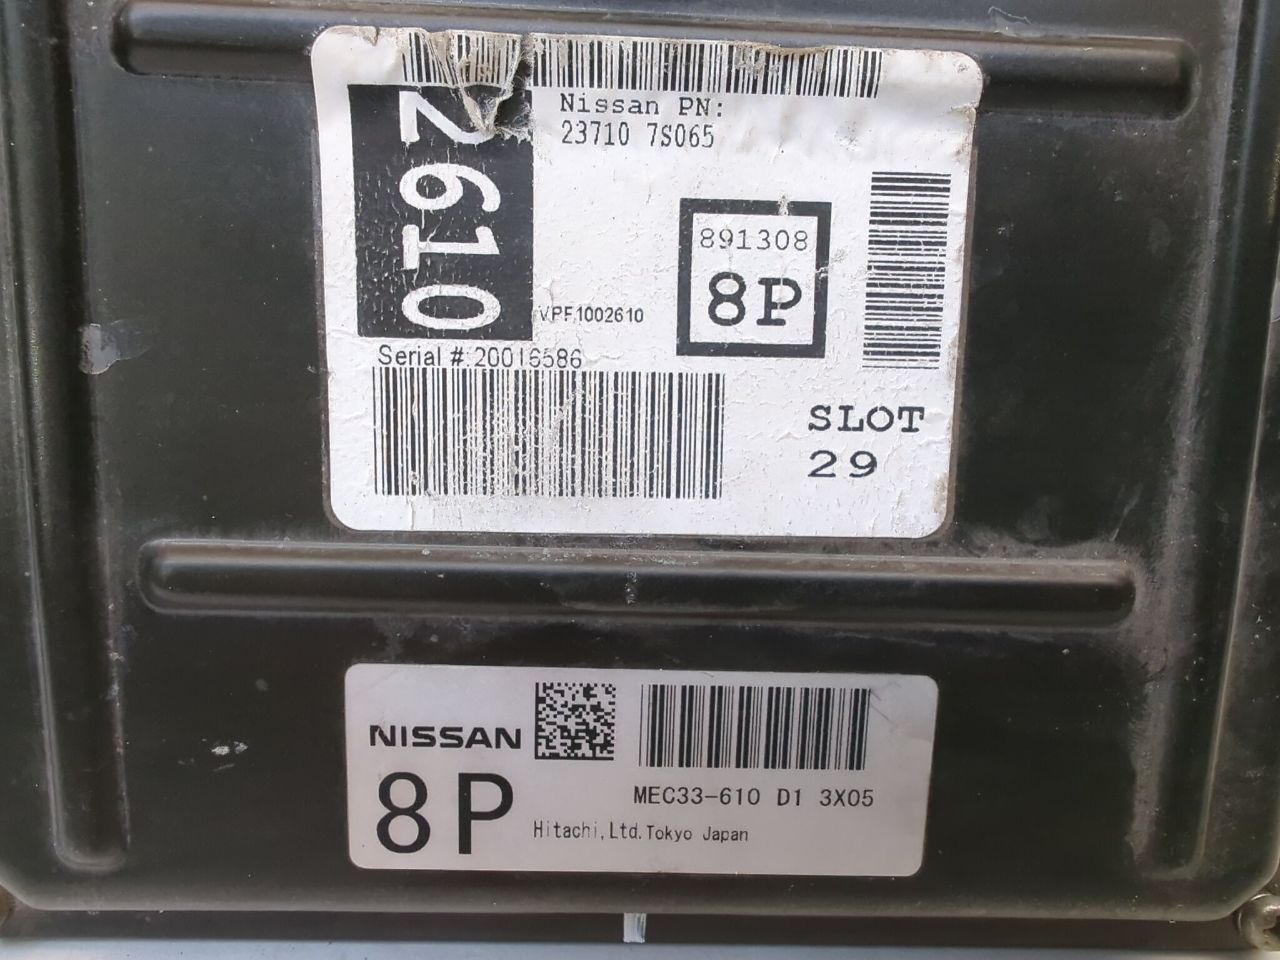 Nissan PN:
23710 7S065
2610
891308
8P
VPF1002610
Serial #: 20016586
SLOT
29
NISSAN
8P
MEC33-610 D1 3X05
Hitachi,Ltd.Tokyo Japan